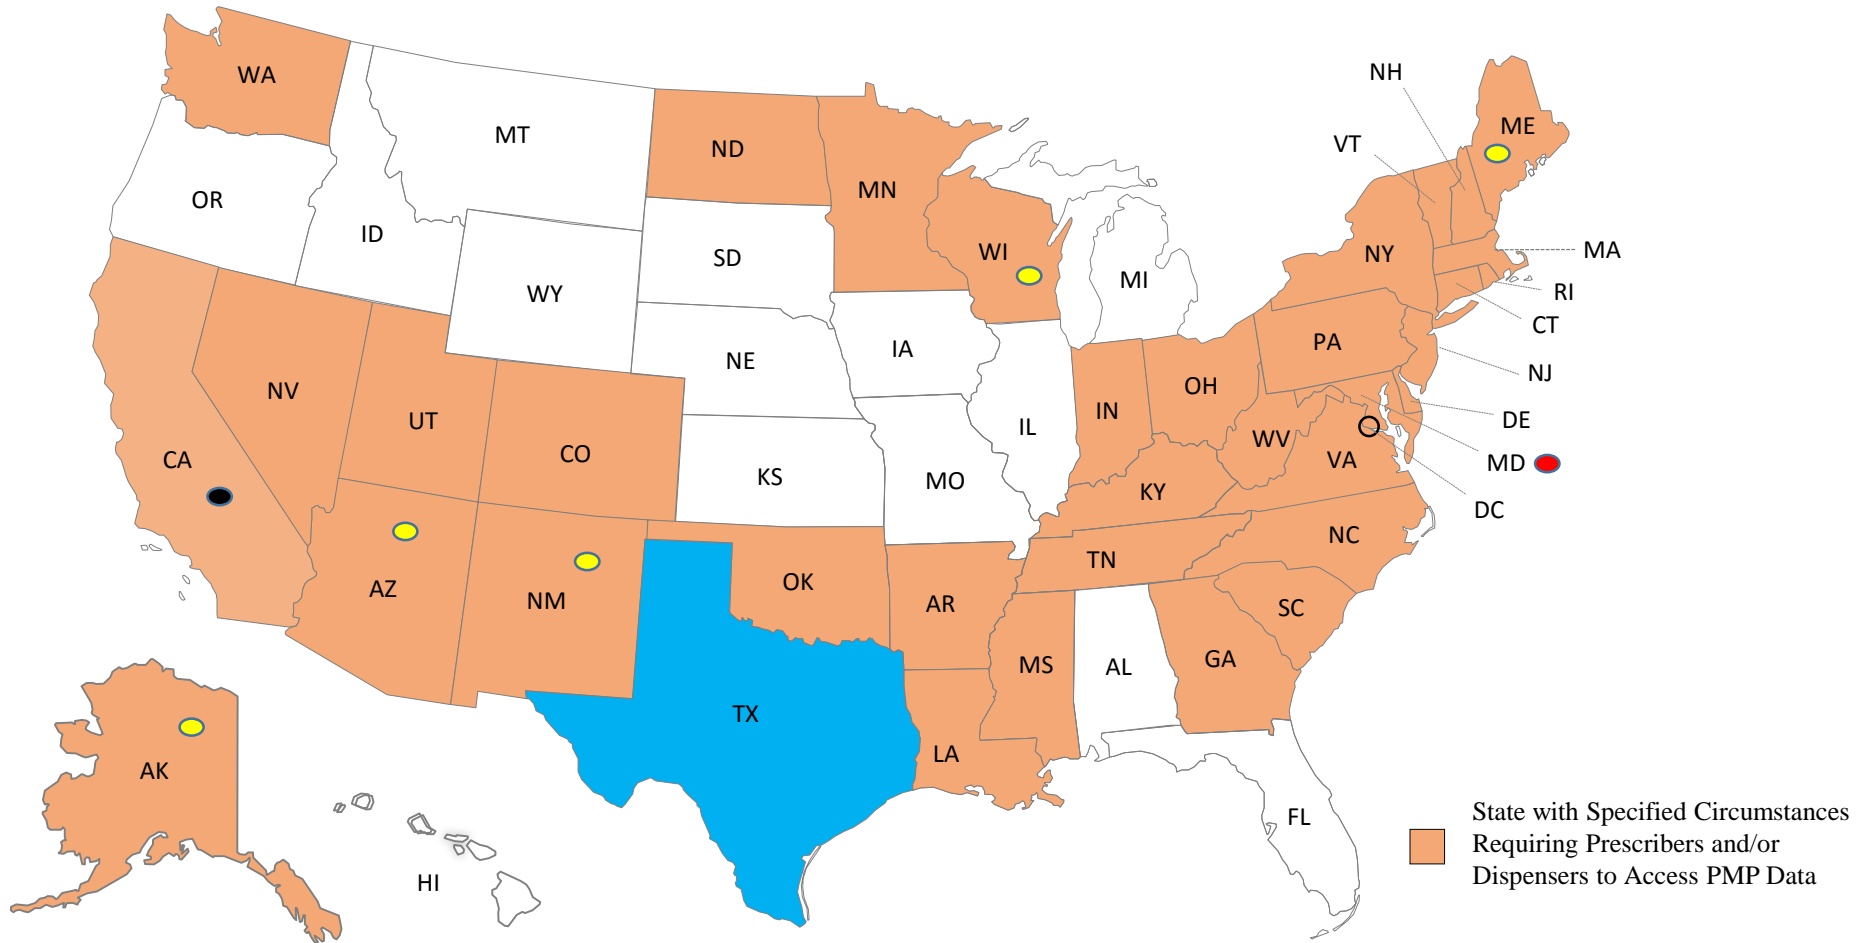 WA
MT
ND
MN
OR
ID
SD
WI
WY
MI
NE
IA
NH
VT
ME
NY
MA
RI
CT
NJ
PA
DE
MD
DC
NV
UT
CO
CA
KS
MO
IL
IN
OH
WV
VA
KY
NC
TN
SC
AZ
NM
OK
AR
MS
AL
GA
TX
LA
FL
AK
HI
State with Specified Circumstances
Requiring Prescribers and/or
Dispensers to Access PMP Data